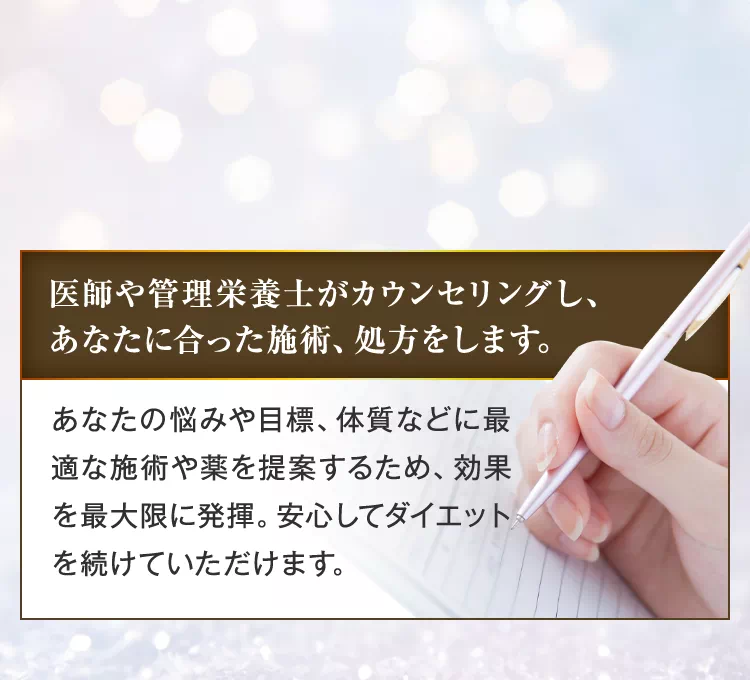 医師や管理栄養士がカウンセリングし、
あなたに合った施術、処方をします。
あなたの悩みや目標、体質などに最
適な施術や薬を提案するため、効果
を最大限に発揮。安心してダイエット
を続けていただけます。